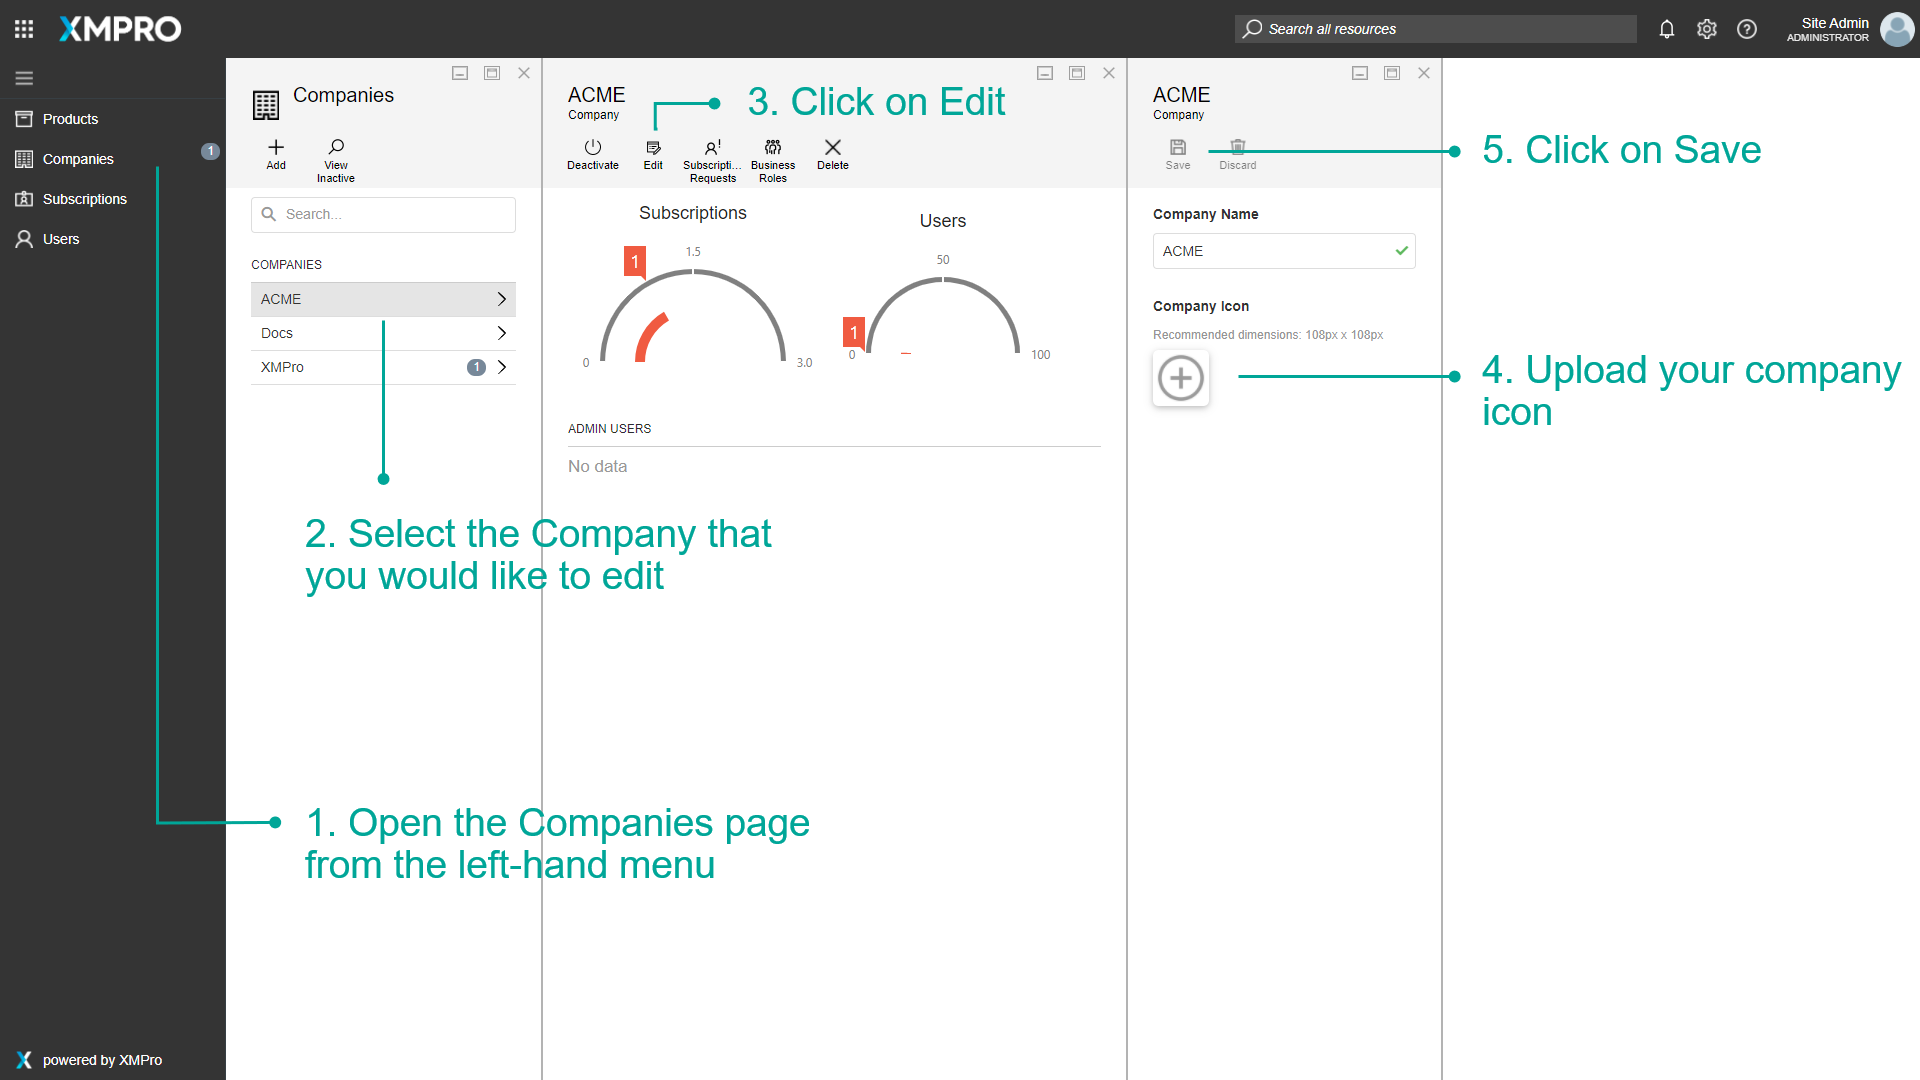 XMPRO
Search all resources
Site Admin
ADMINISTRATOR
Products
Companies
1
Subscriptions
Users
powered by XMPro
Companies
Add
View
Inactive
Search...
COMPANIES
ACME
Docs
XMPro
1
ACME
Company
Deactivate
Edit
Subscripti...
Requests
Business
Roles
Delete
Subscriptions
1
0
1.5
3.0
Users
1
0
50
100
ADMIN USERS
No data
ACME
Company
Save
Discard
Company Name
ACME
Company Icon
Recommended dimensions: 108px x 108px
1. Open the Companies page
from the left-hand menu
2. Select the Company that
you would like to edit
3. Click on Edit
4. Upload your company
icon
5. Click on Save